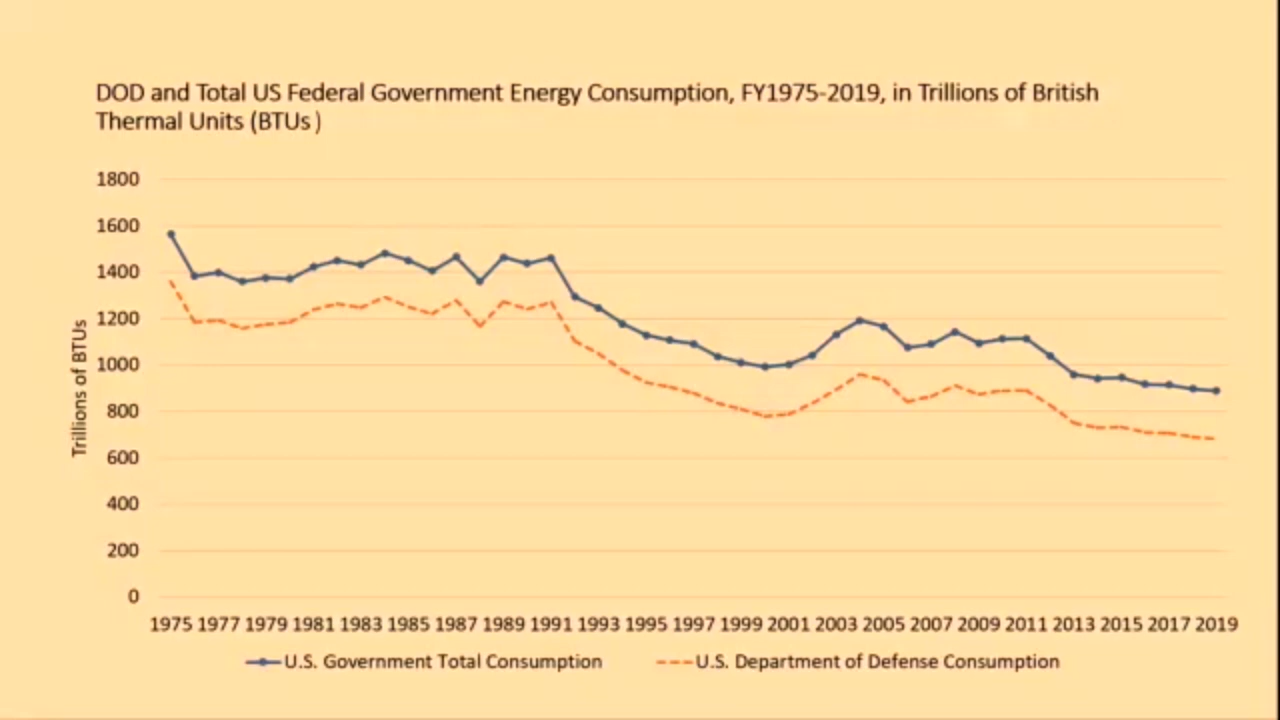 DOD and Total US Federal Government Energy Consumption, FY1975-2019, in Trillions of British
Thermal Units (BTUs)
1800
1600
1400
1200
1000
800
600
400
200
0
Trillions of BTUs
1975 1977 1979 1981 1983 1985 1987 1989 1991 1993 1995 1997 1999 2001 2003 2005 2007 2009 2011 2013 2015 2017 2019
U.S. Government Total Consumption U.S. Department of Defense Consumption